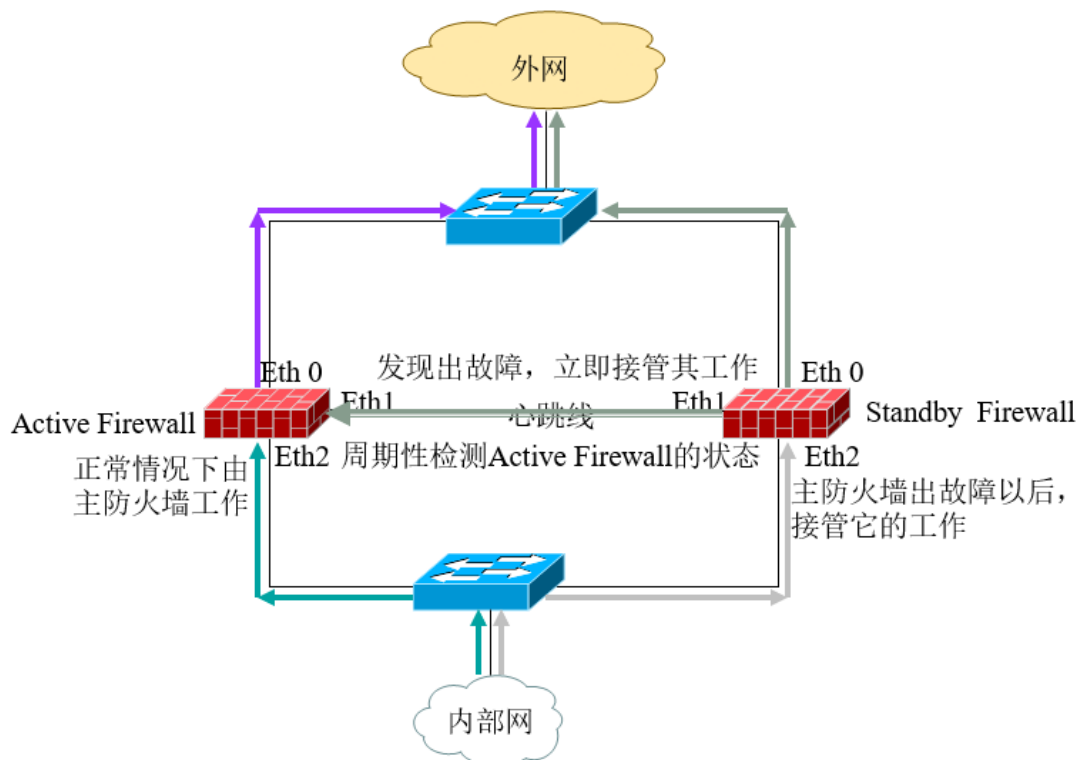 外网
发现出故障，立即接管其工作
Eth 0
Eth 0
Eth1
Eth1
心跳线
Active Firewall
Standby Firewall
Eth2
周期性检测Active Firewall的状态
Eth2
正常情况下由
主防火墙工作
主防火墙出故障以后，
接管它的工作
内部网